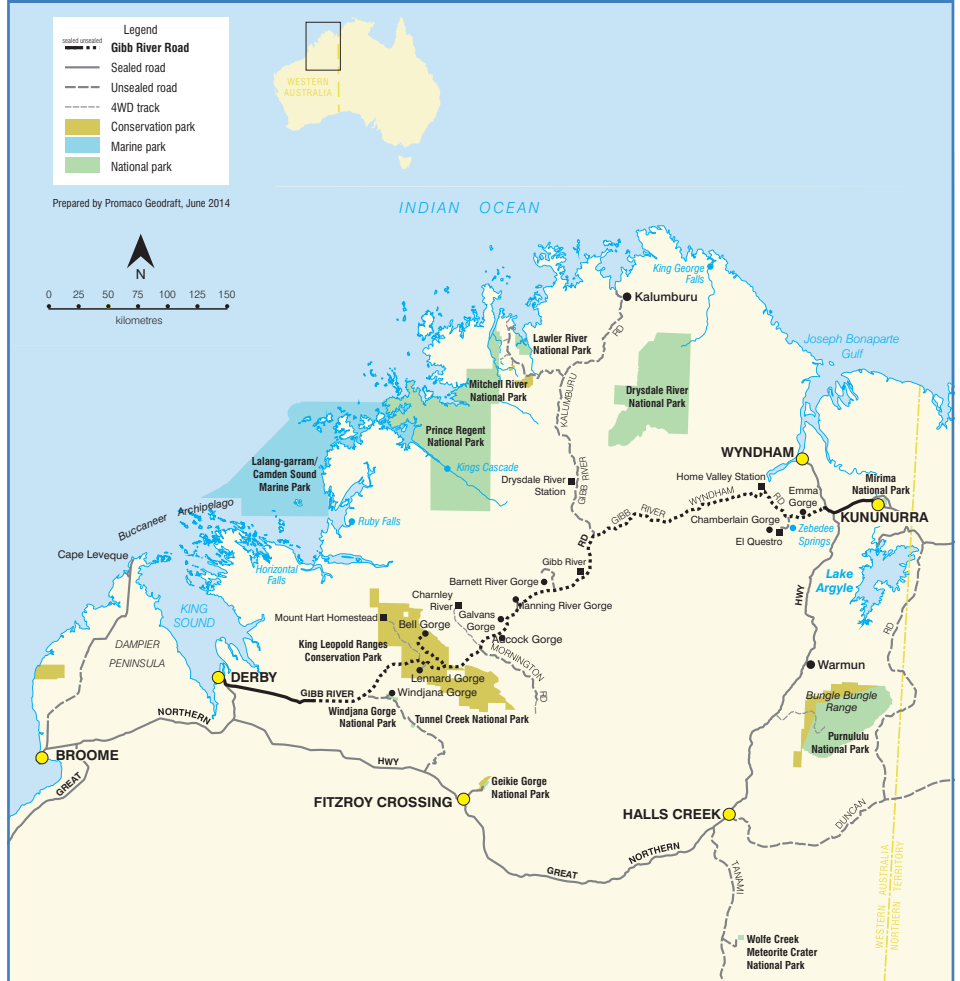 Legend
sealed unsealed
Gibb River Road
Sealed road
Unsealed road
4WD track
Conservation park
Marine park
National park
Prepared by Promaco Geodraft, June 2014
N
0 25 50 75 100 125 150
kilometres
WESTERN
AUSTRALIA
INDIAN OCEAN
King George
Falls
Kalumburu
RD
Lawler River
National Park
Joseph Bonaparte
Gulf
Mitchell River
National Park
KALUMBURU
Drysdale River
National Park
Prince Regent
National Park
Kings Cascade
Lalang-garram/
Camden Sound
Marine Park
WYNDHAM
Drysdale River
Station
GIBB RIVER
Home Valley Station
Mirima
National Park
Emma
Gorge
WYNDHAM
RD
KUNUNURRA
Buccaneer Archipelago
Ruby Falls
GIBB
RIVER
Chamberlain Gorge
El Questro
Zebedee
Springs
Cape Leveque
Horizontal
Falls
RD
Gibb River
Lake
Argyle
HWY
Barnett River Gorge
KING
SOUND
Charnley
River
Manning River Gorge
Mount Hart Homestead
Galvans
Gorge
Bell Gorge
RD
DAMPIER
PENINSULA
King Leopold Ranges
Conservation Park
Adcock Gorge
MORNINGTON
RD
Warmun
DERBY
Lennard Gorge
GIBB RIVER
Windjana Gorge
Bungle Bungle
Range
NORTHERN
Windjana Gorge
National Park
Tunnel Creek National Park
Purnululu
National Park
BROOME
HWY
GREAT
Geikie Gorge
National Park
FITZROY CROSSING
HALLS CREEK
DUNCAN
NORTHERN
GREAT
TANAMI
WESTERN AUSTRALIA
NORTHERN TERRITORY
Wolfe Creek
Meteorite Crater
National Park